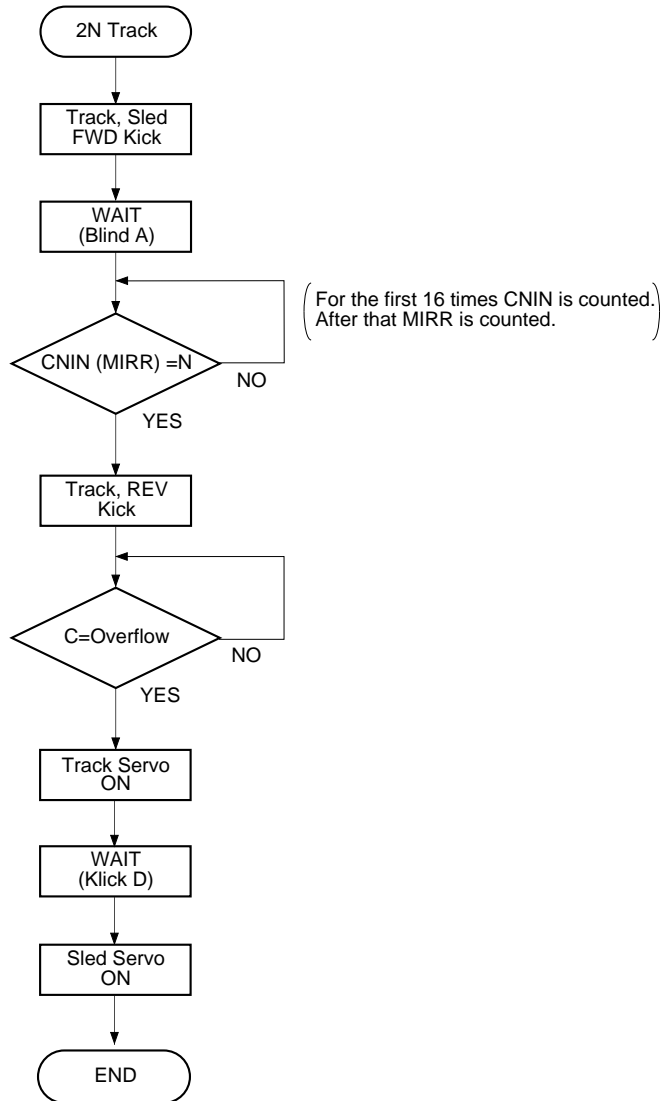 2N Track
Track, Sled
FWD Kick
WAIT
(Blind A)
For the first 16 times CNIN is counted.
After that MIRR is counted.
CNIN (MIRR) =N
NO
YES
Track, REV
Kick
C=Overflow
NO
YES
Track Servo
ON
WAIT
(Klick D)
Sled Servo
ON
END